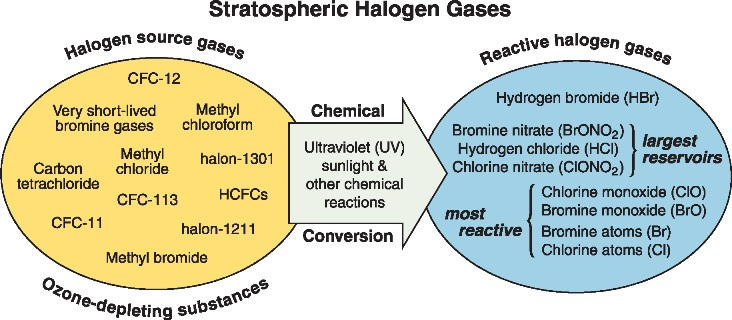 Stratospheric Halogen Gases
Halogen source gases
CFC-12
Very short-lived
bromine gases
Methyl
chloroform
Carbon
tetrachloride
Methyl
chloride
halon-1301
CFC-113
HCFCs
CFC-11
halon-1211
Methyl bromide
Ozone-depleting substances
Chemical
Ultraviolet (UV)
sunlight &
other chemical
reactions
Conversion
Reactive halogen gases
Hydrogen bromide (HBr)
Bromine nitrate (BrONO₂)
Hydrogen chloride (HCl)
Chlorine nitrate (ClONO₂)
largest
reservoirs
most
reactive
Chlorine monoxide (ClO)
Bromine monoxide (BrO)
Bromine atoms (Br)
Chlorine atoms (Cl)